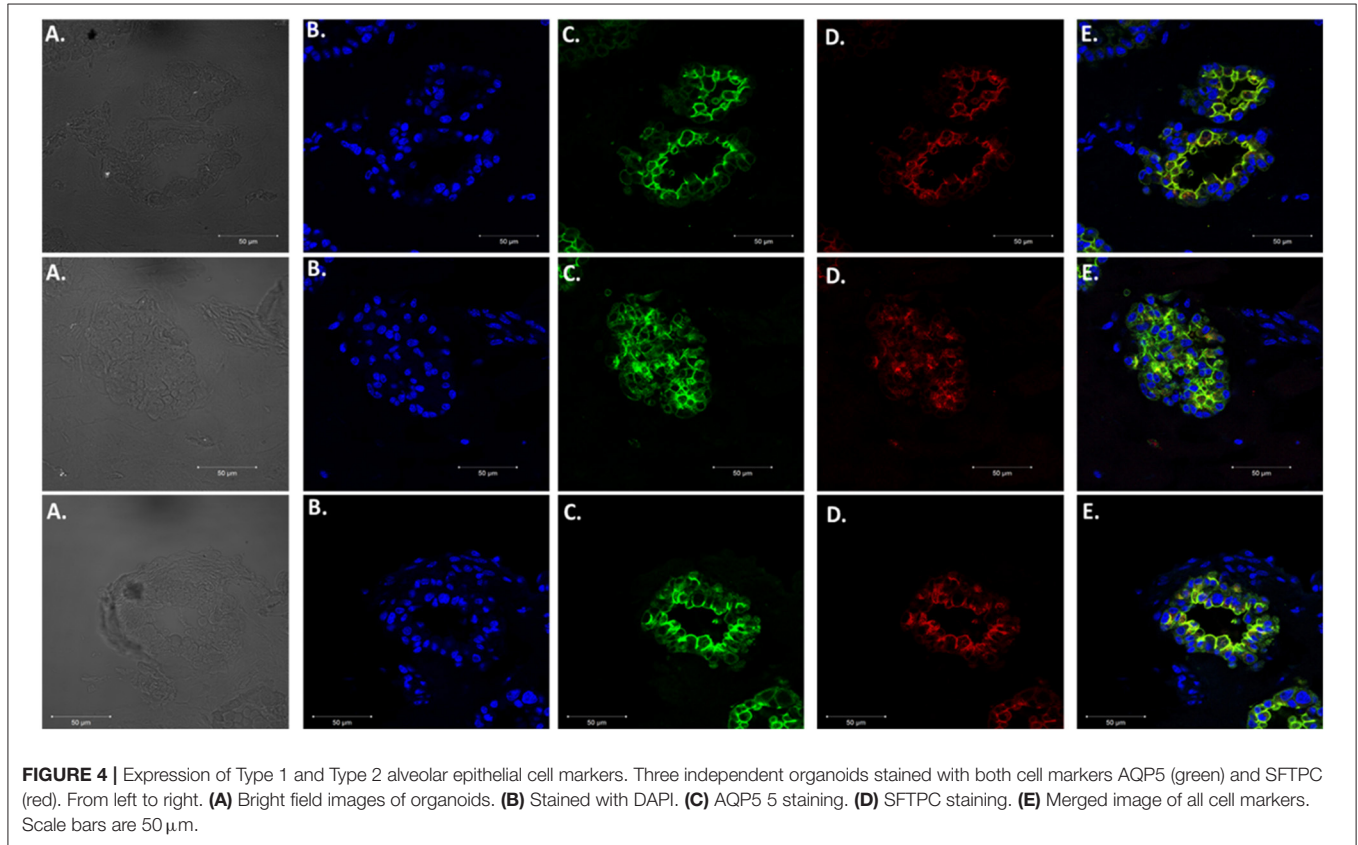 A. B. C. D. E.
50 µm 50 µm 50 µm 50 µm 50 µm
A. B. C. D. E.
50 µm 50 µm 50 µm 50 µm 50 µm
A. B. C. D. E.
50 µm 50 µm 50 µm 50 µm 50 µm
FIGURE 4 | Expression of Type 1 and Type 2 alveolar epithelial cell markers. Three independent organoids stained with both cell markers AQP5 (green) and SFTPC
(red). From left to right. (A) Bright field images of organoids. (B) Stained with DAPI. (C) AQP5 5 staining. (D) SFTPC staining. (E) Merged image of all cell markers.
Scale bars are 50 µm.